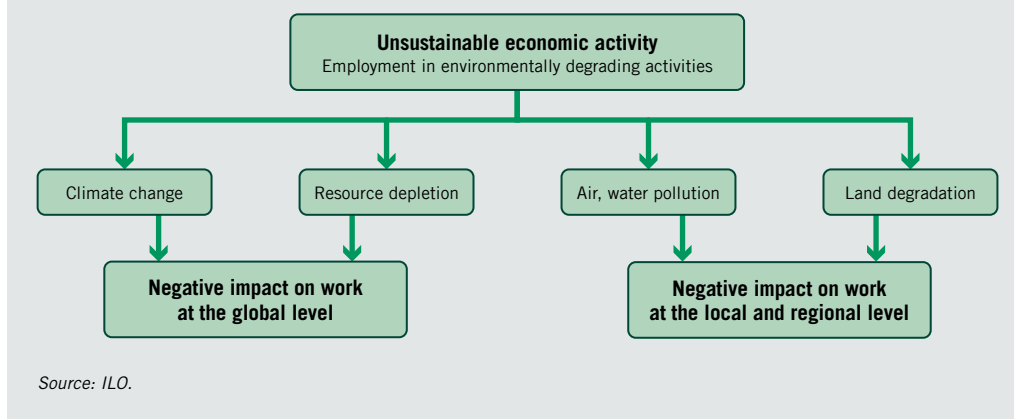 Unsustainable economic activity
Employment in environmentally degrading activities
Climate change
Resource depletion
Air, water pollution
Land degradation
Negative impact on work
at the global level
Negative impact on work
at the local and regional level
Source: ILO.